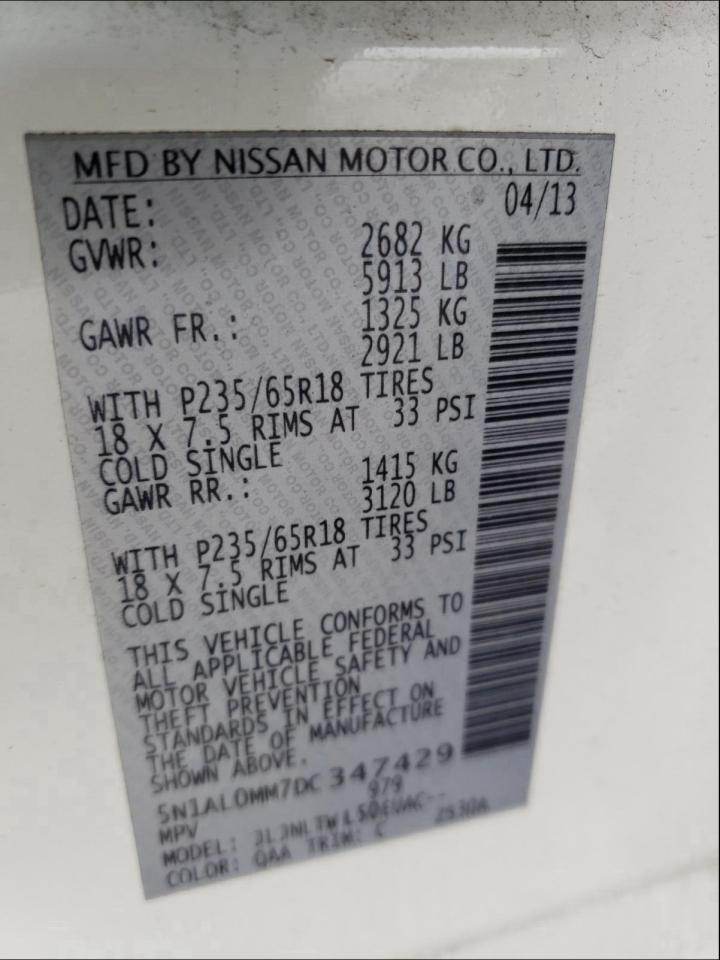 MFD BY NISSAN MOTOR CO., LTD.
DATE: 04/13
GVWR: 2682 KG
5913 LB
GAWR FR.: 1325 KG
2921 LB
WITH P235/65R18 TIRES
18 X 7.5 RIMS AT 33 PSI
COLD SINGLE
GAWR RR.: 1415 KG
3120 LB
WITH P235/65R18 TIRES
18 X 7.5 RIMS AT 33 PSI
COLD SINGLE
THIS VEHICLE CONFORMS TO
ALL APPLICABLE FEDERAL
MOTOR VEHICLE SAFETY AND
THEFT PREVENTION
STANDARDS IN EFFECT ON
THE DATE OF MANUFACTURE
SHOWN ABOVE.
5N1AL0MM7DC 347429
MPV 979
MODEL:
COLOR: QAA TRIM: C